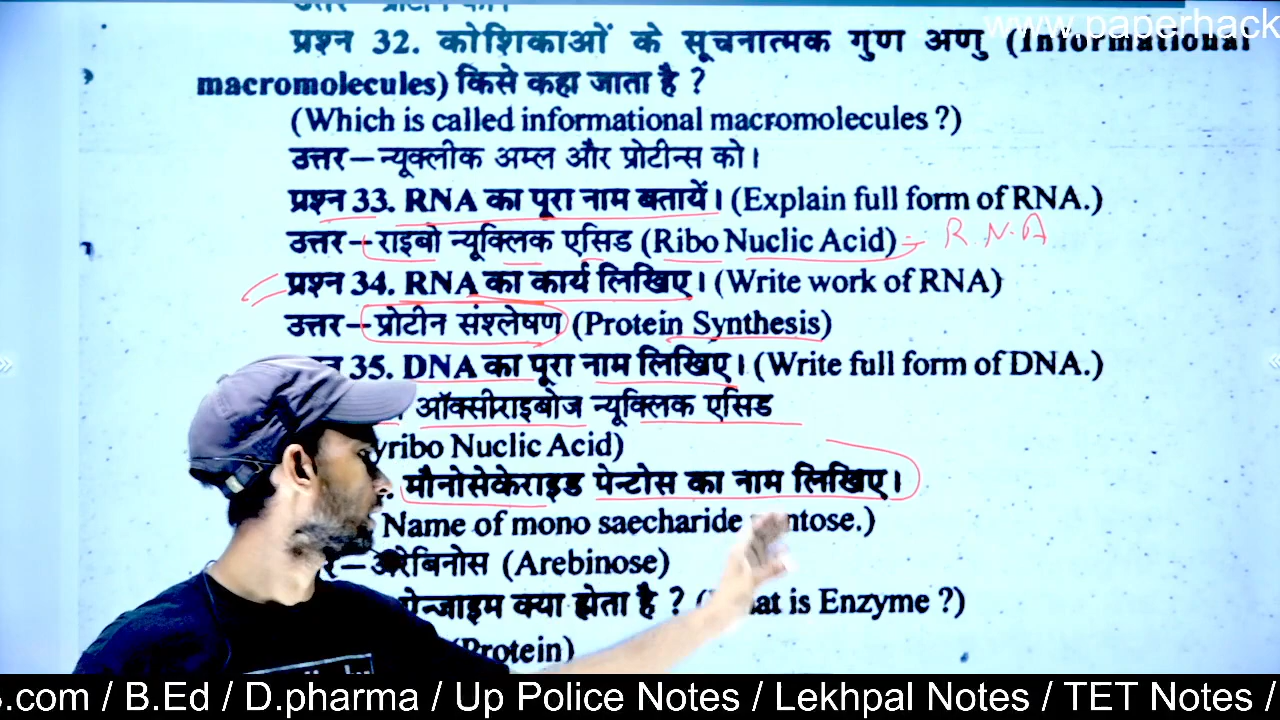 www.paperhack
प्रश्न 32. कोशिकाओं के सूचनात्मक गुण अणु (Informational
macromolecules) किसे कहा जाता है ?
(Which is called informational macromolecules ?)
उत्तर–न्यूक्लीक अम्ल और प्रोटीन्स को।
प्रश्न 33. RNA का पूरा नाम बतायें। (Explain full form of RNA.)
उत्तर–राइबो न्यूक्लिक एसिड (Ribo Nuclic Acid) R.N.A
प्रश्न 34. RNA का कार्य लिखिए। (Write work of RNA)
उत्तर–प्रोटीन संश्लेषण (Protein Synthesis)
35. DNA का पूरा नाम लिखिए। (Write full form of DNA.)
ऑक्सीराइबोज न्यूक्लिक एसिड
yribo Nuclic Acid)
मौनोसेकेराइड पेन्टोस का नाम लिखिए।
Name of mono saecharide ntose.)
अरेबिनोस (Arebinose)
क्या होता है ? is Enzyme ?)
(Protein)
s.com / B.Ed / D.pharma / Up Police Notes / Lekhpal Notes / TET Notes /